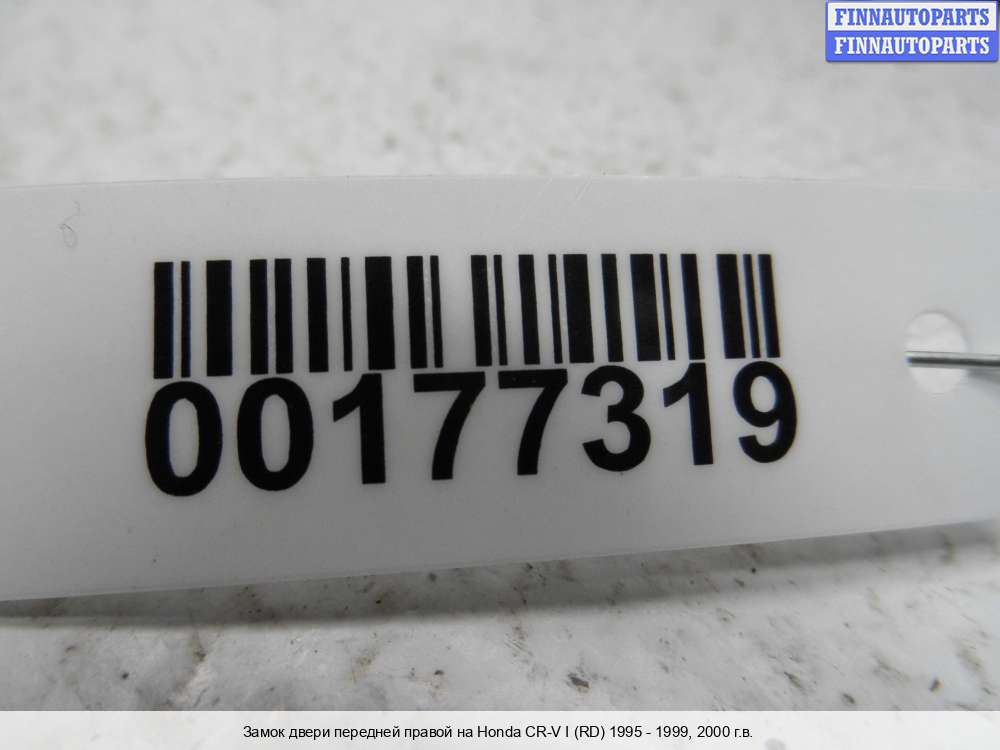 FINNAUTOPARTS
FINNAUTOPARTS
00177319
Замок двери передней правой на Honda CR-V I (RD) 1995 - 1999, 2000 г.в.